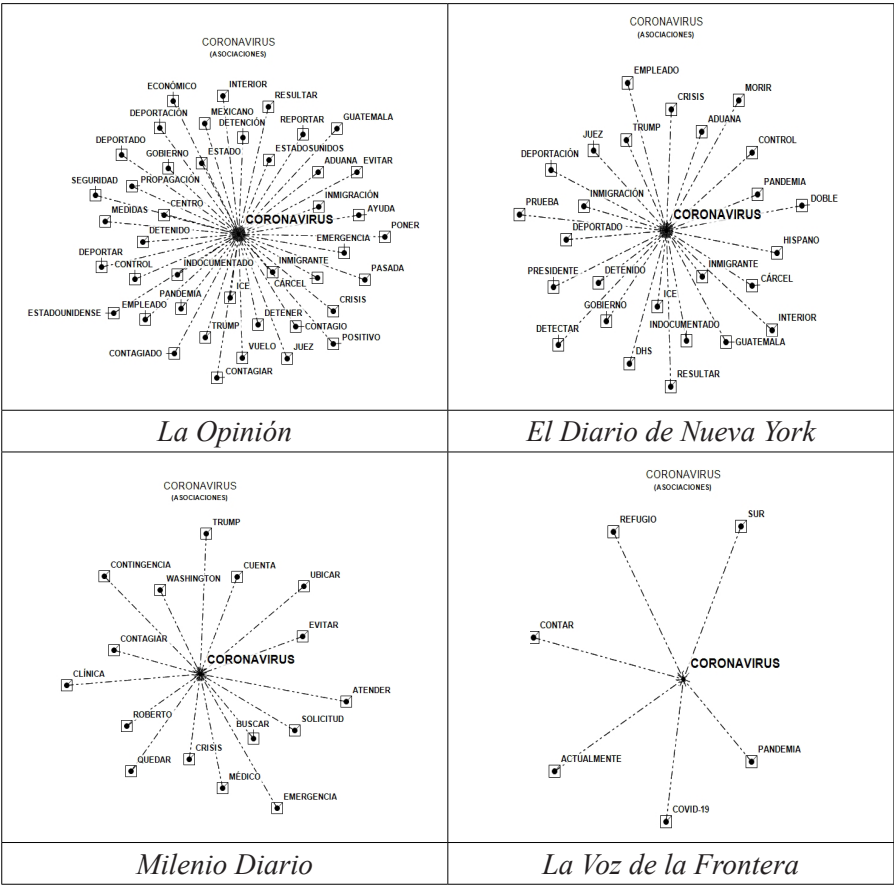 CORONAVIRUS
(ASOCIACIONES)
ECONÓMICO
INTERIOR
RESULTAR
DEPORTACIÓN
MEXICANO
DETENCIÓN
REPORTAR
GUATEMALA
DEPORTADO
GOBIERNO
ESTADO
ESTADOSUNIDOS
ADUANA
EVITAR
SEGURIDAD
PROPAGACIÓN
MEDIDAS
CENTRO
INMIGRACIÓN
AYUDA
CORONAVIRUS
DETENIDO
EMERGENCIA
PONER
DEPORTAR
CONTROL
INDOCUMENTADO
INMIGRANTE
PASADA
CÁRCEL
ICE
ESTADOUNIDENSE
EMPLEADO
PANDEMIA
CRISIS
DETENER
CONTAGIO
TRUMP
POSITIVO
CONTAGIADO
VUELO
JUEZ
CONTAGIAR
La Opinión
CORONAVIRUS
(ASOCIACIONES)
EMPLEADO
CRISIS
MORIR
JUEZ
TRUMP
ADUANA
CONTROL
DEPORTACIÓN
INMIGRACIÓN
PANDEMIA
DOBLE
PRUEBA
CORONAVIRUS
DEPORTADO
HISPANO
PRESIDENTE
DETENIDO
INMIGRANTE
CÁRCEL
GOBIERNO
ICE
INDOCUMENTADO
INTERIOR
DETECTAR
GUATEMALA
DHS
RESULTAR
El Diario de Nueva York
CORONAVIRUS
(ASOCIACIONES)
TRUMP
CONTINGENCIA
WASHINGTON
CUENTA
UBICAR
CONTAGIAR
EVITAR
CORONAVIRUS
CLÍNICA
ATENDER
ROBERTO
BUSCAR
SOLICITUD
QUEDAR
CRISIS
MÉDICO
EMERGENCIA
Milenio Diario
CORONAVIRUS
(ASOCIACIONES)
REFUGIO
SUR
CONTAR
CORONAVIRUS
ACTUALMENTE
PANDEMIA
COVID-19
La Voz de la Frontera